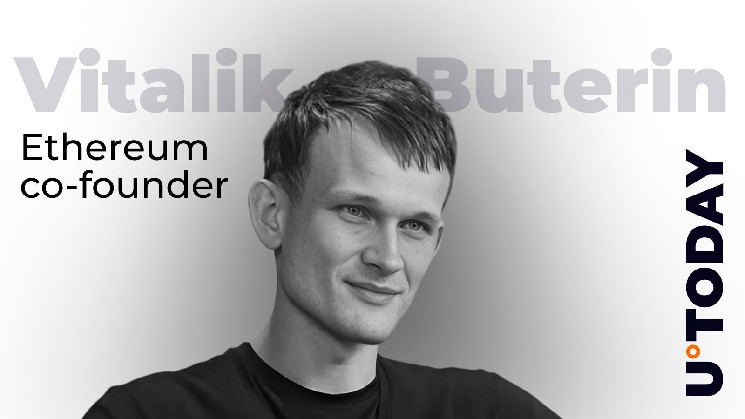 Vitalik Buterin
Ethereum
co-founder
U°TODAY